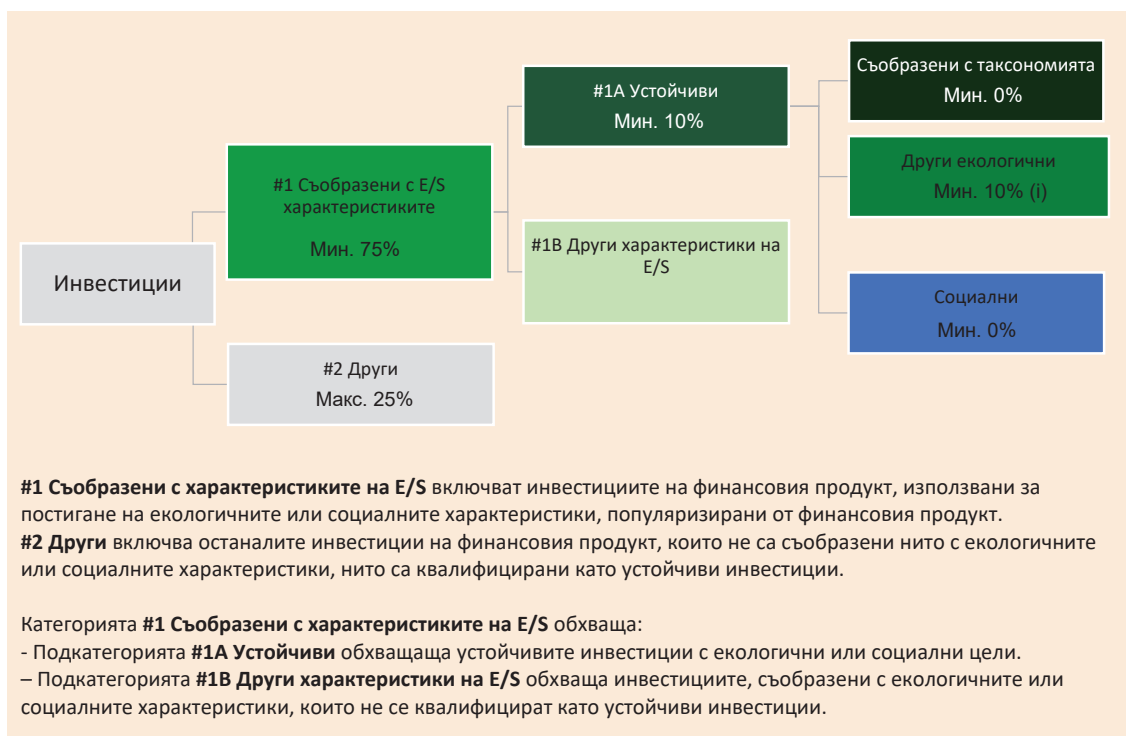 Инвестиции
#1 Съобразени с E/S
характеристиките
Мин. 75%
#2 Други
Макс. 25%
#1A Устойчиви
Мин. 10%
#1B Други характеристики на
E/S
Съобразени с таксономията
Мин. 0%
Други екологични
Мин. 10% (i)
Социални
Мин. 0%
#1 Съобразени с характеристиките на E/S включват инвестициите на финансовия продукт, използвани за
постигане на екологичните или социалните характеристики, популяризирани от финансовия продукт.
#2 Други включва останалите инвестиции на финансовия продукт, които не са съобразени нито с екологичните
или социалните характеристики, нито са квалифицирани като устойчиви инвестиции.
Категорията #1 Съобразени с характеристиките на E/S обхваща:
- Подкатегорията #1A Устойчиви обхващаща устойчивите инвестиции с екологични или социални цели.
– Подкатегорията #1B Други характеристики на E/S обхваща инвестициите, съобразени с екологичните или
социалните характеристики, които не се квалифицират като устойчиви инвестиции.